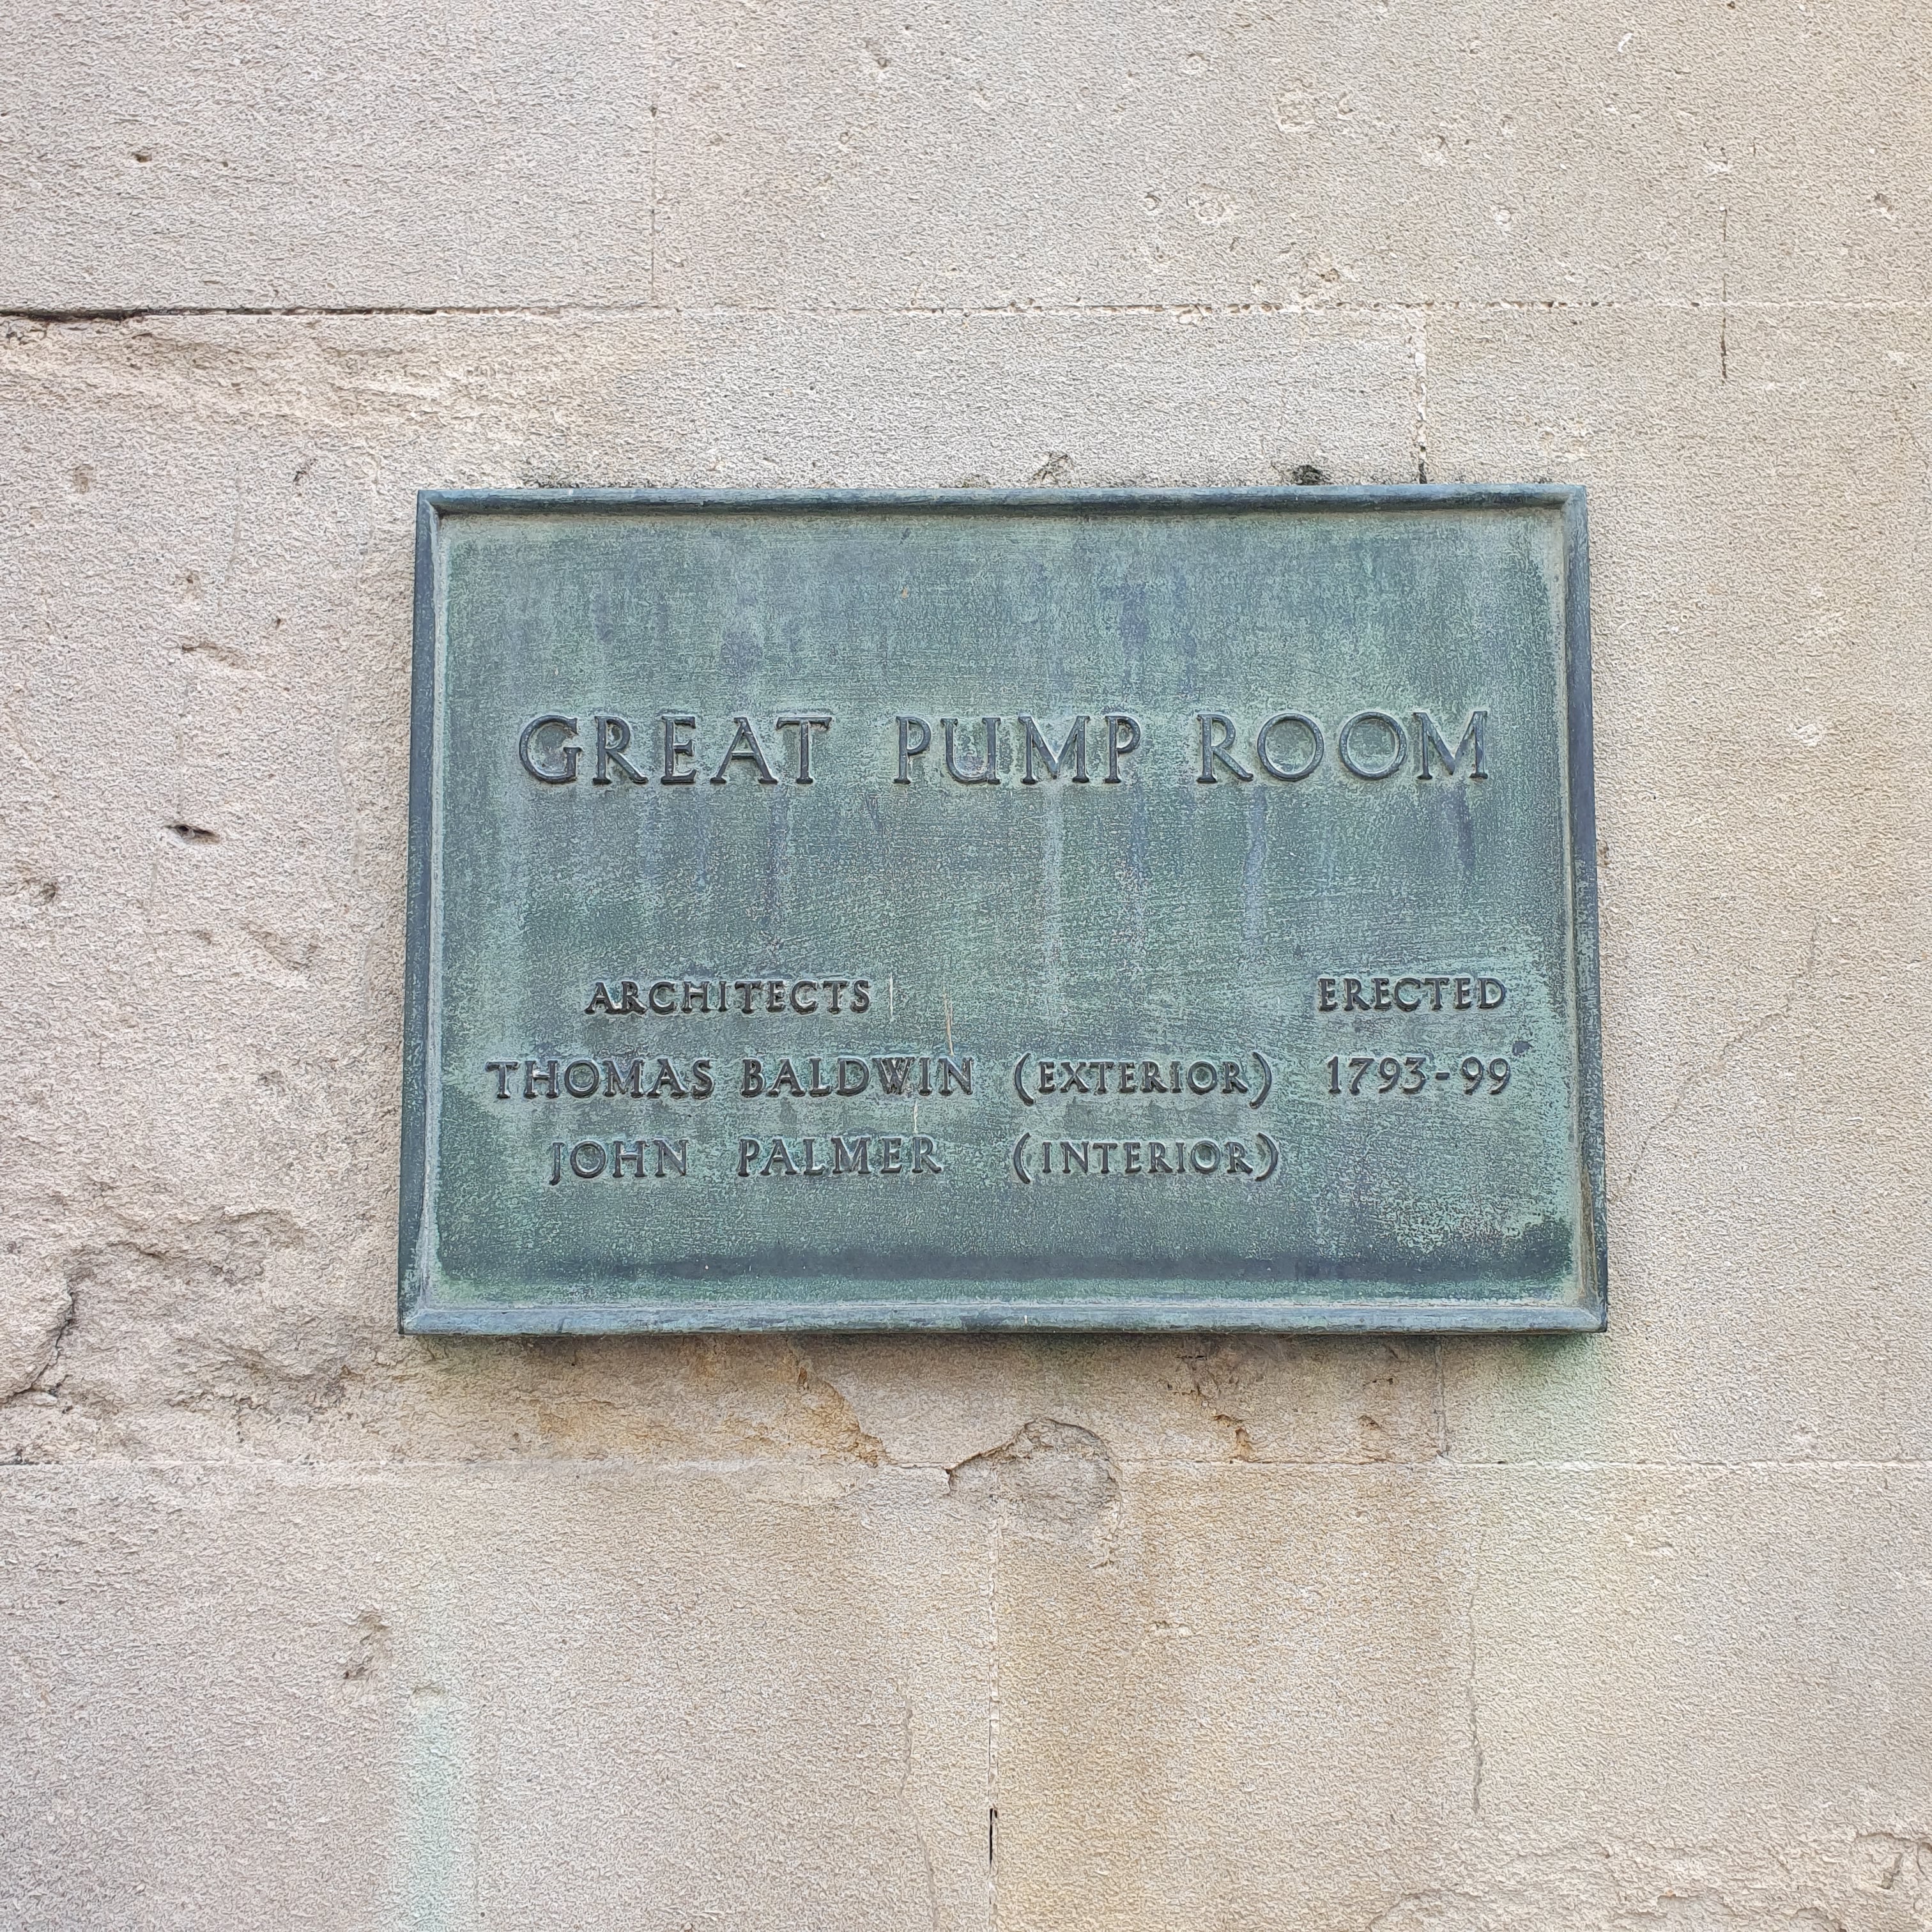 GREAT PUMP ROOM
ARCHITECTS ERECTED
THOMAS BALDWIN (EXTERIOR) 1793-99
JOHN PALMER (INTERIOR)